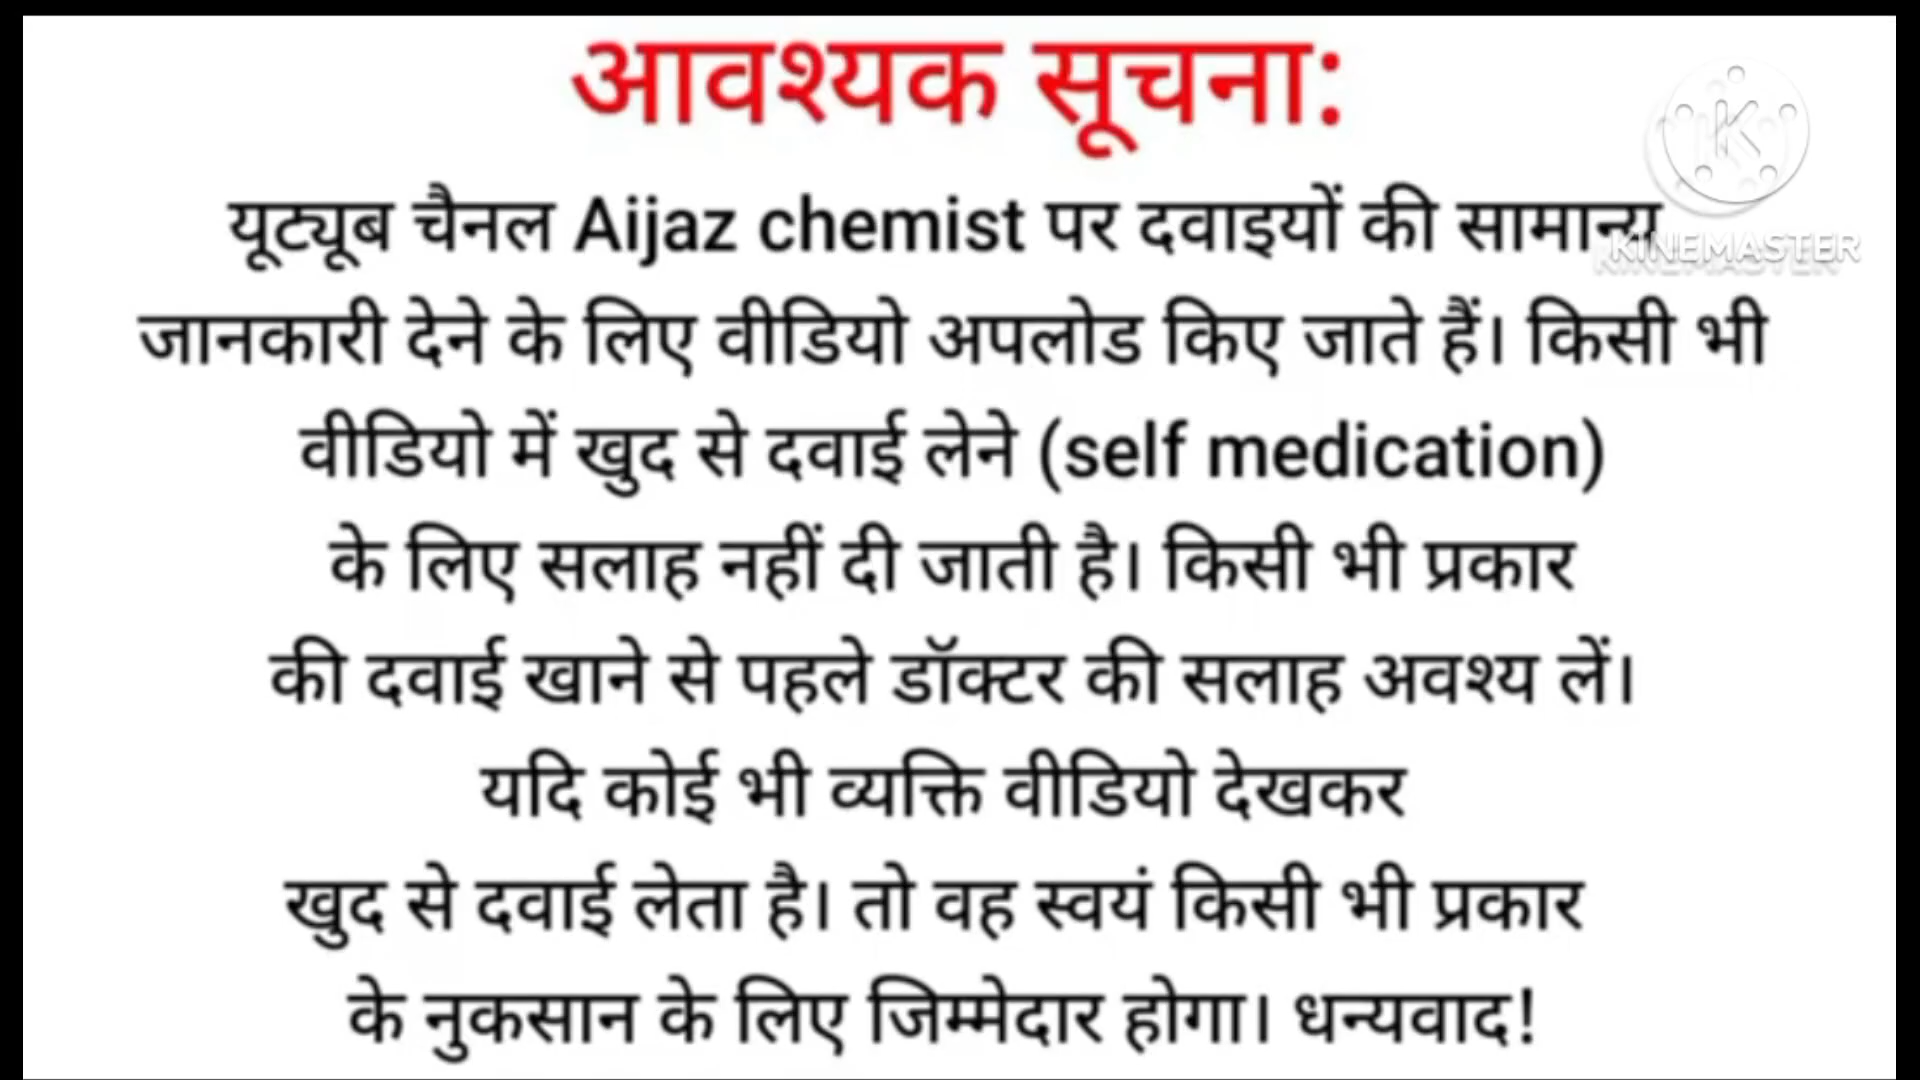 आवश्यक सूचना:
यूट्यूब चैनल Aijaz chemist पर दवाइयों की सामान्य
जानकारी देने के लिए वीडियो अपलोड किए जाते हैं। किसी भी
वीडियो में खुद से दवाई लेने (self medication)
के लिए सलाह नहीं दी जाती है। किसी भी प्रकार
की दवाई खाने से पहले डॉक्टर की सलाह अवश्य लें।
यदि कोई भी व्यक्ति वीडियो देखकर
खुद से दवाई लेता है। तो वह स्वयं किसी भी प्रकार
के नुकसान के लिए जिम्मेदार होगा। धन्यवाद!
K
KINEMASTER